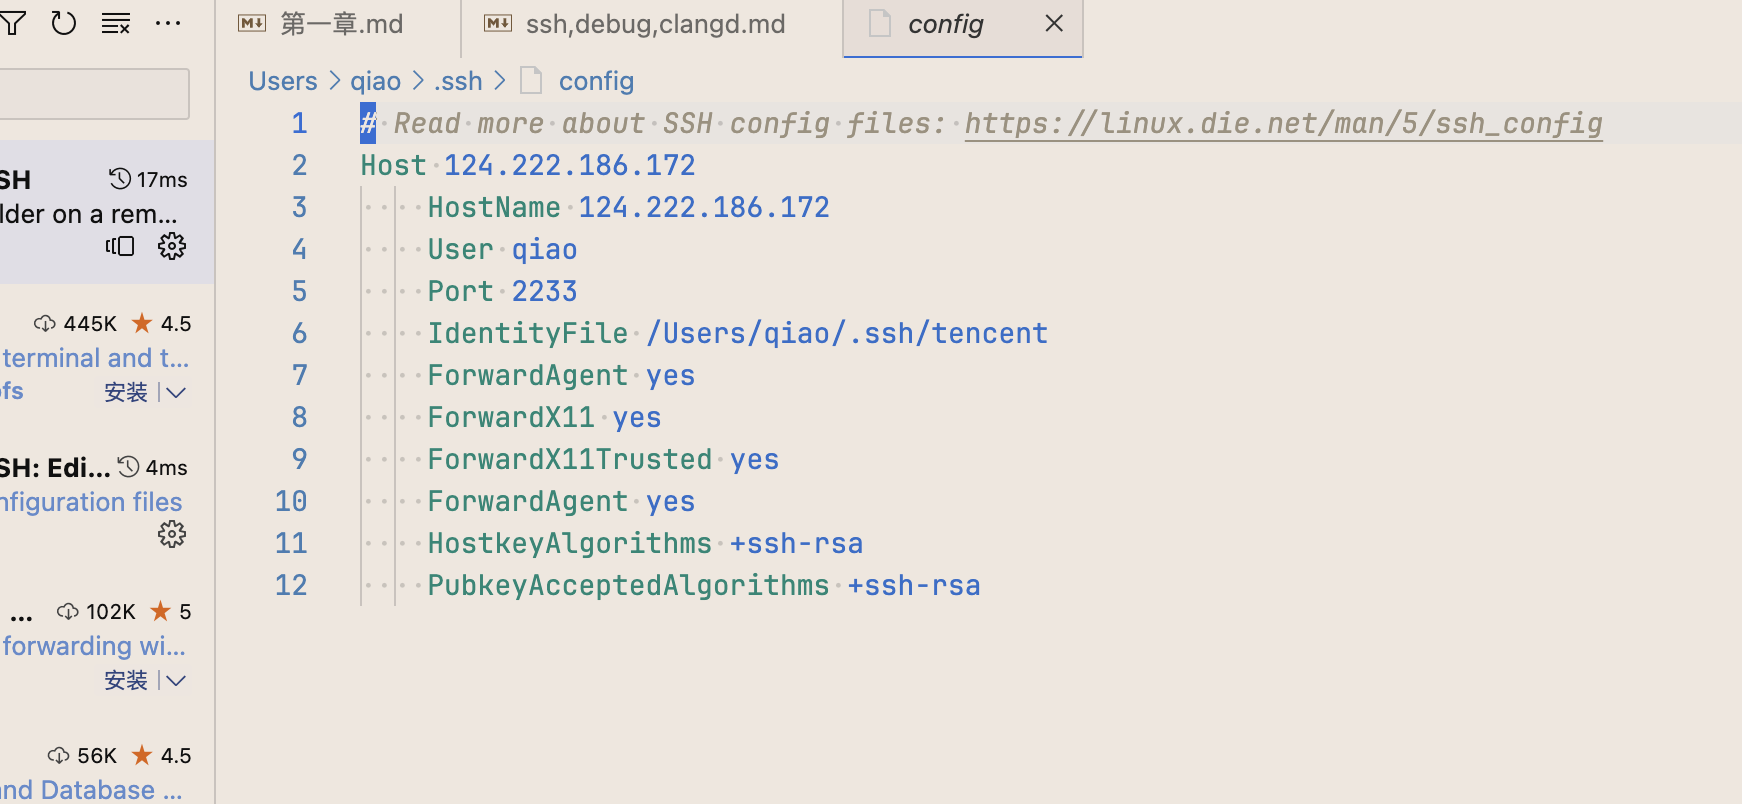 第一章.md
ssh,debug,clangd.md
config
Users > qiao > .ssh > config
1 # Read more about SSH config files: https://linux.die.net/man/5/ssh_config
2 Host 124.222.186.172
3 HostName 124.222.186.172
4 User qiao
5 Port 2233
6 IdentityFile /Users/qiao/.ssh/tencent
7 ForwardAgent yes
8 ForwardX11 yes
9 ForwardX11Trusted yes
10 ForwardAgent yes
11 HostkeyAlgorithms +ssh-rsa
12 PubkeyAcceptedAlgorithms +ssh-rsa
SH 17ms
lder on a rem...
445K 4.5
terminal and t...
fs 安装
SH: Edi... 4ms
nfiguration files
... 102K 5
forwarding wi...
安装
56K 4.5
nd Database ...